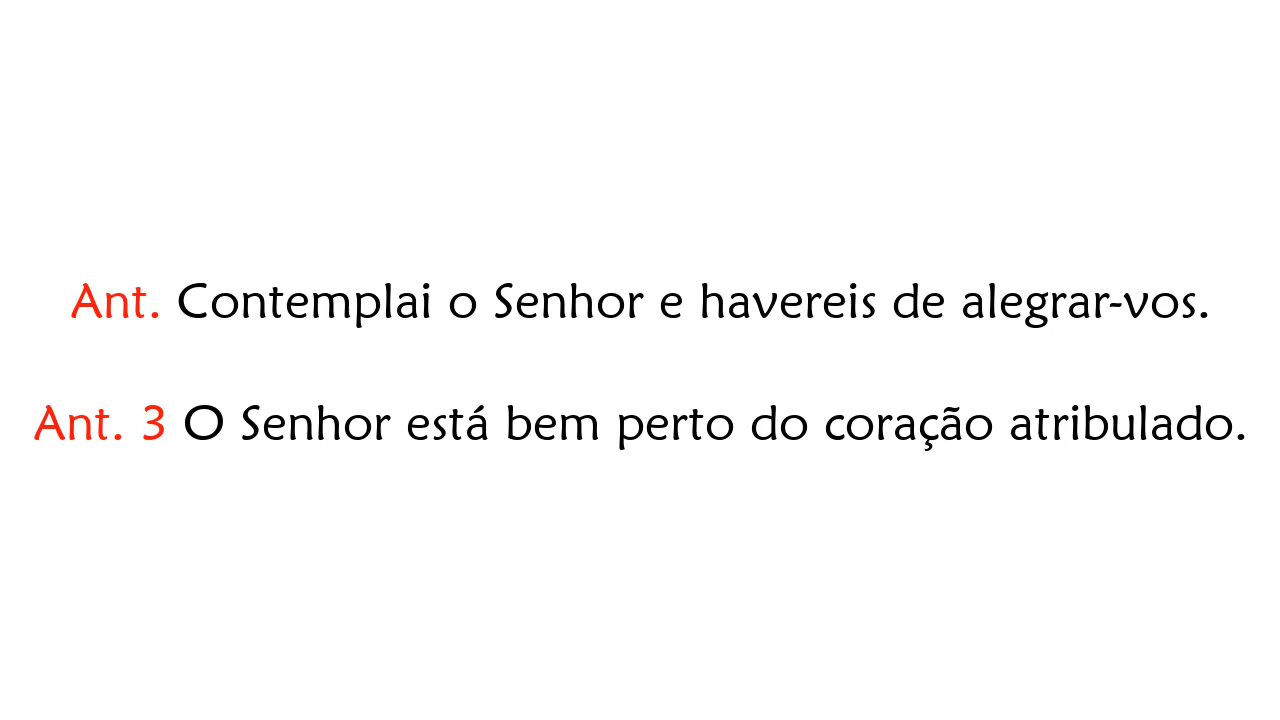 Ant. Contemplai o Senhor e havereis de alegrar-vos.
Ant. 3 O Senhor está bem perto do coração atribulado.